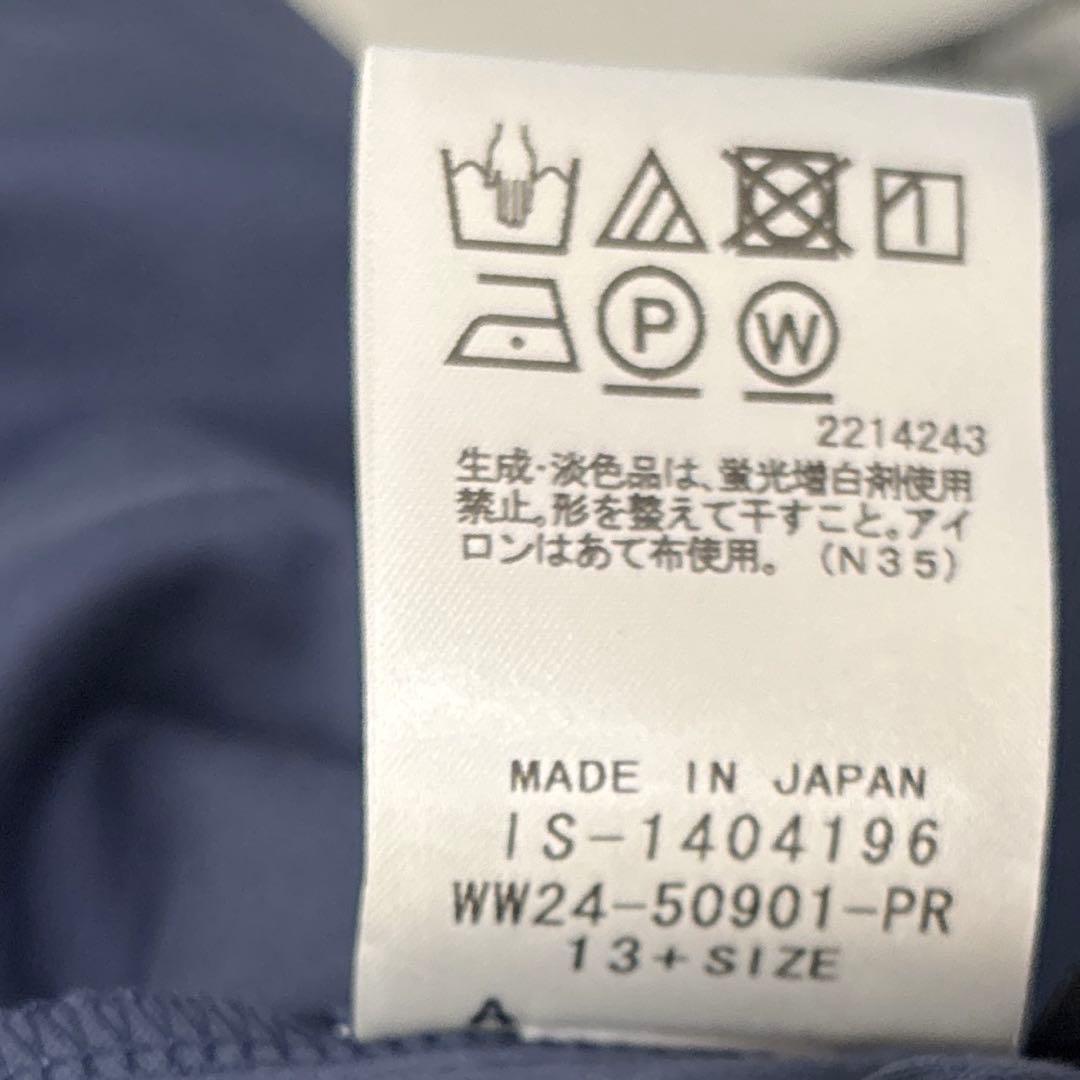 P W
2214243
生成・淡色品は、蛍光増白剤使用
禁止。形を整えて干すこと。アイ
ロンはあて布使用。（N35）
MADE IN JAPAN
IS-1404196
WW24-50901-PR
13+SIZE
A